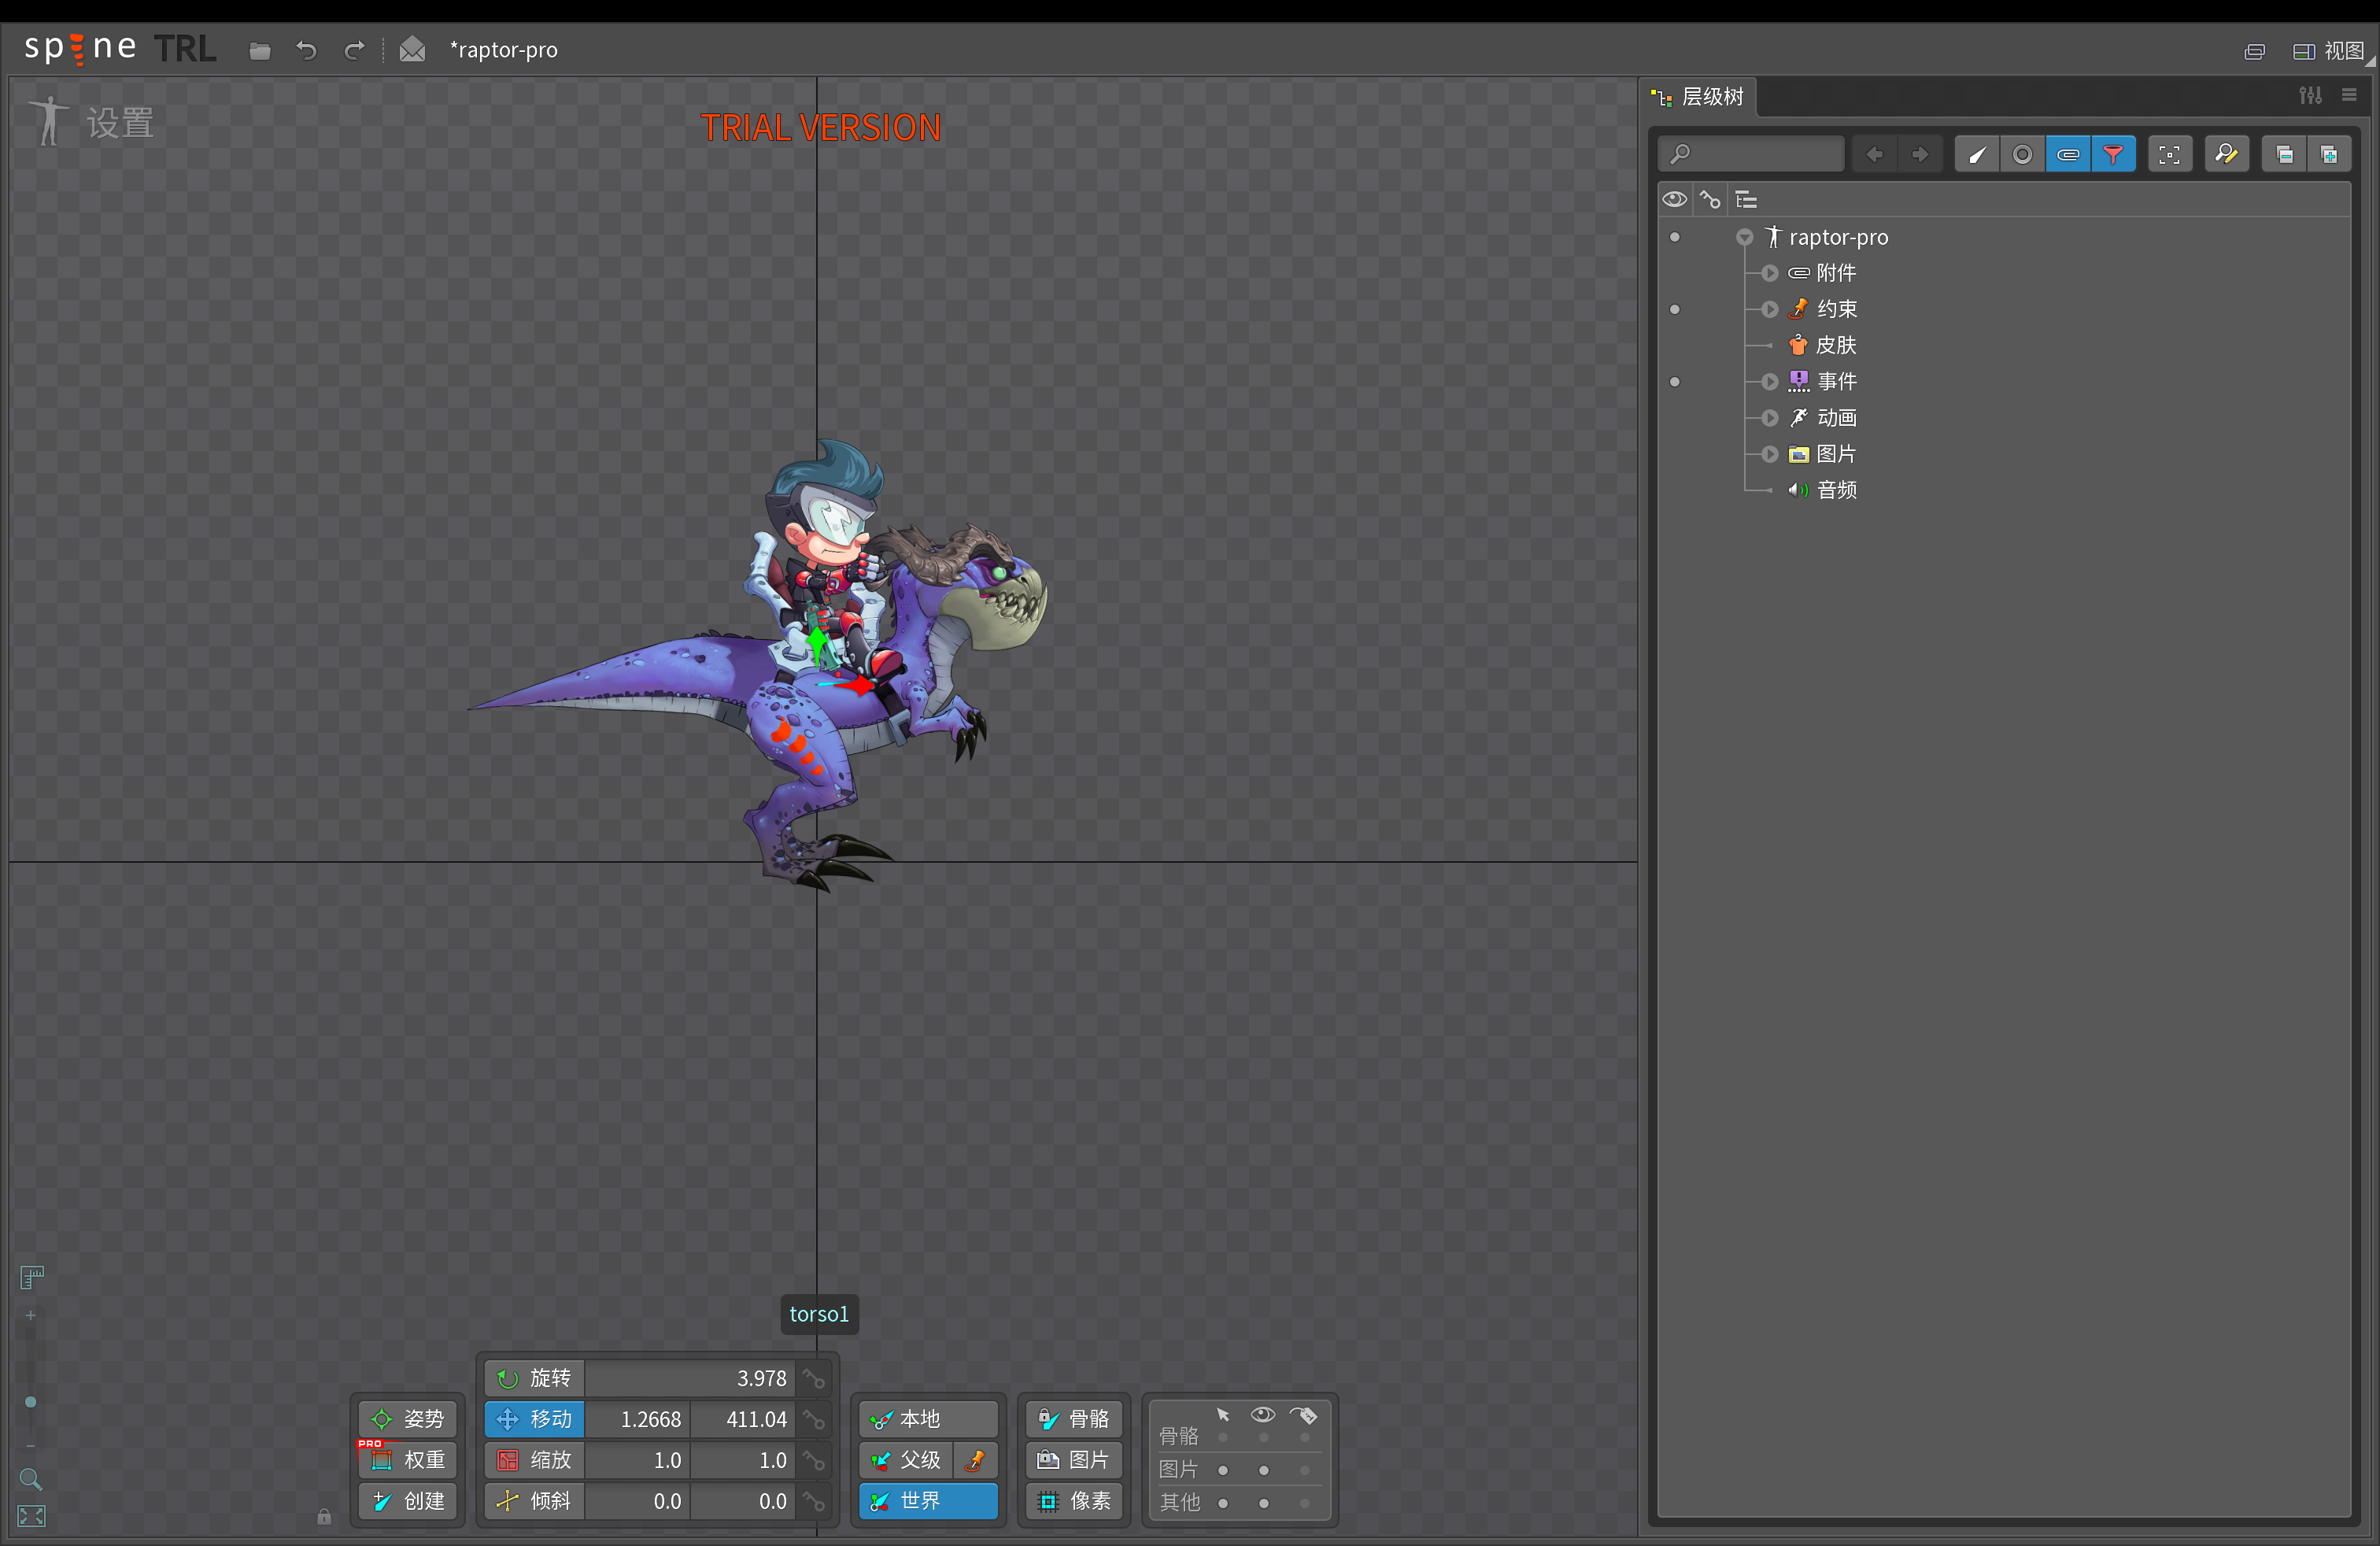 spine TRL *raptor-pro 视图
设置
TRIAL VERSION
层级树
raptor-pro
附件
约束
皮肤
事件
动画
图片
音频
torso1
旋转 3.978
姿势 移动 1.2668 411.04 本地 骨骼
PRO
权重 缩放 1.0 1.0 父级 图片
创建 倾斜 0.0 0.0 世界 像素
骨骼
图片
其他